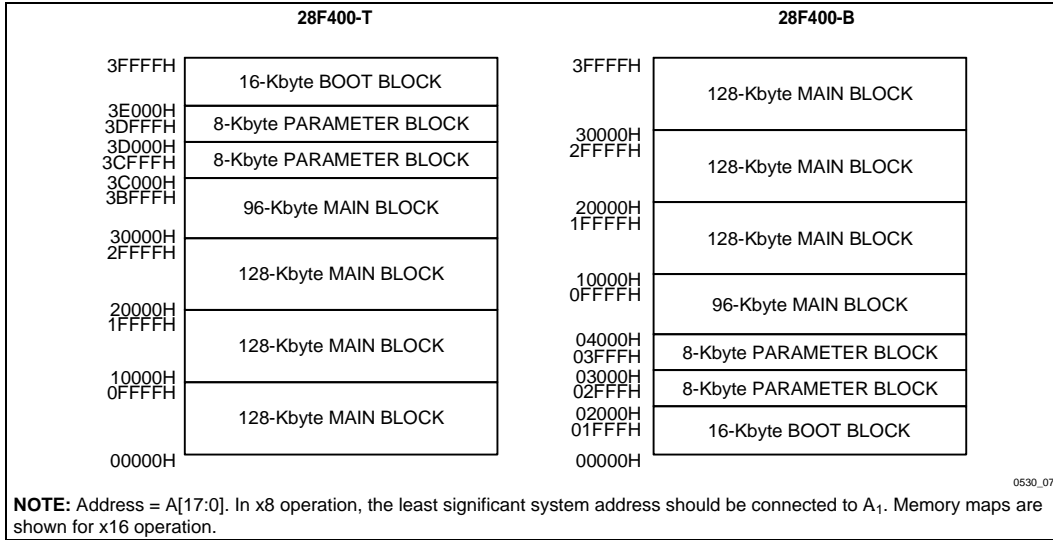 28F400-T
3FFFFH
16-Kbyte BOOT BLOCK
3E000H
3DFFFH
8-Kbyte PARAMETER BLOCK
3D000H
3CFFFH
8-Kbyte PARAMETER BLOCK
3C000H
3BFFFH
96-Kbyte MAIN BLOCK
30000H
2FFFFH
128-Kbyte MAIN BLOCK
20000H
1FFFFH
128-Kbyte MAIN BLOCK
10000H
0FFFFH
128-Kbyte MAIN BLOCK
00000H
28F400-B
3FFFFH
128-Kbyte MAIN BLOCK
30000H
2FFFFH
128-Kbyte MAIN BLOCK
20000H
1FFFFH
128-Kbyte MAIN BLOCK
10000H
0FFFFH
96-Kbyte MAIN BLOCK
04000H
03FFFH
8-Kbyte PARAMETER BLOCK
03000H
02FFFH
8-Kbyte PARAMETER BLOCK
02000H
01FFFH
16-Kbyte BOOT BLOCK
00000H
0530_07
NOTE: Address = A[17:0]. In x8 operation, the least significant system address should be connected to A₁. Memory maps are
shown for x16 operation.